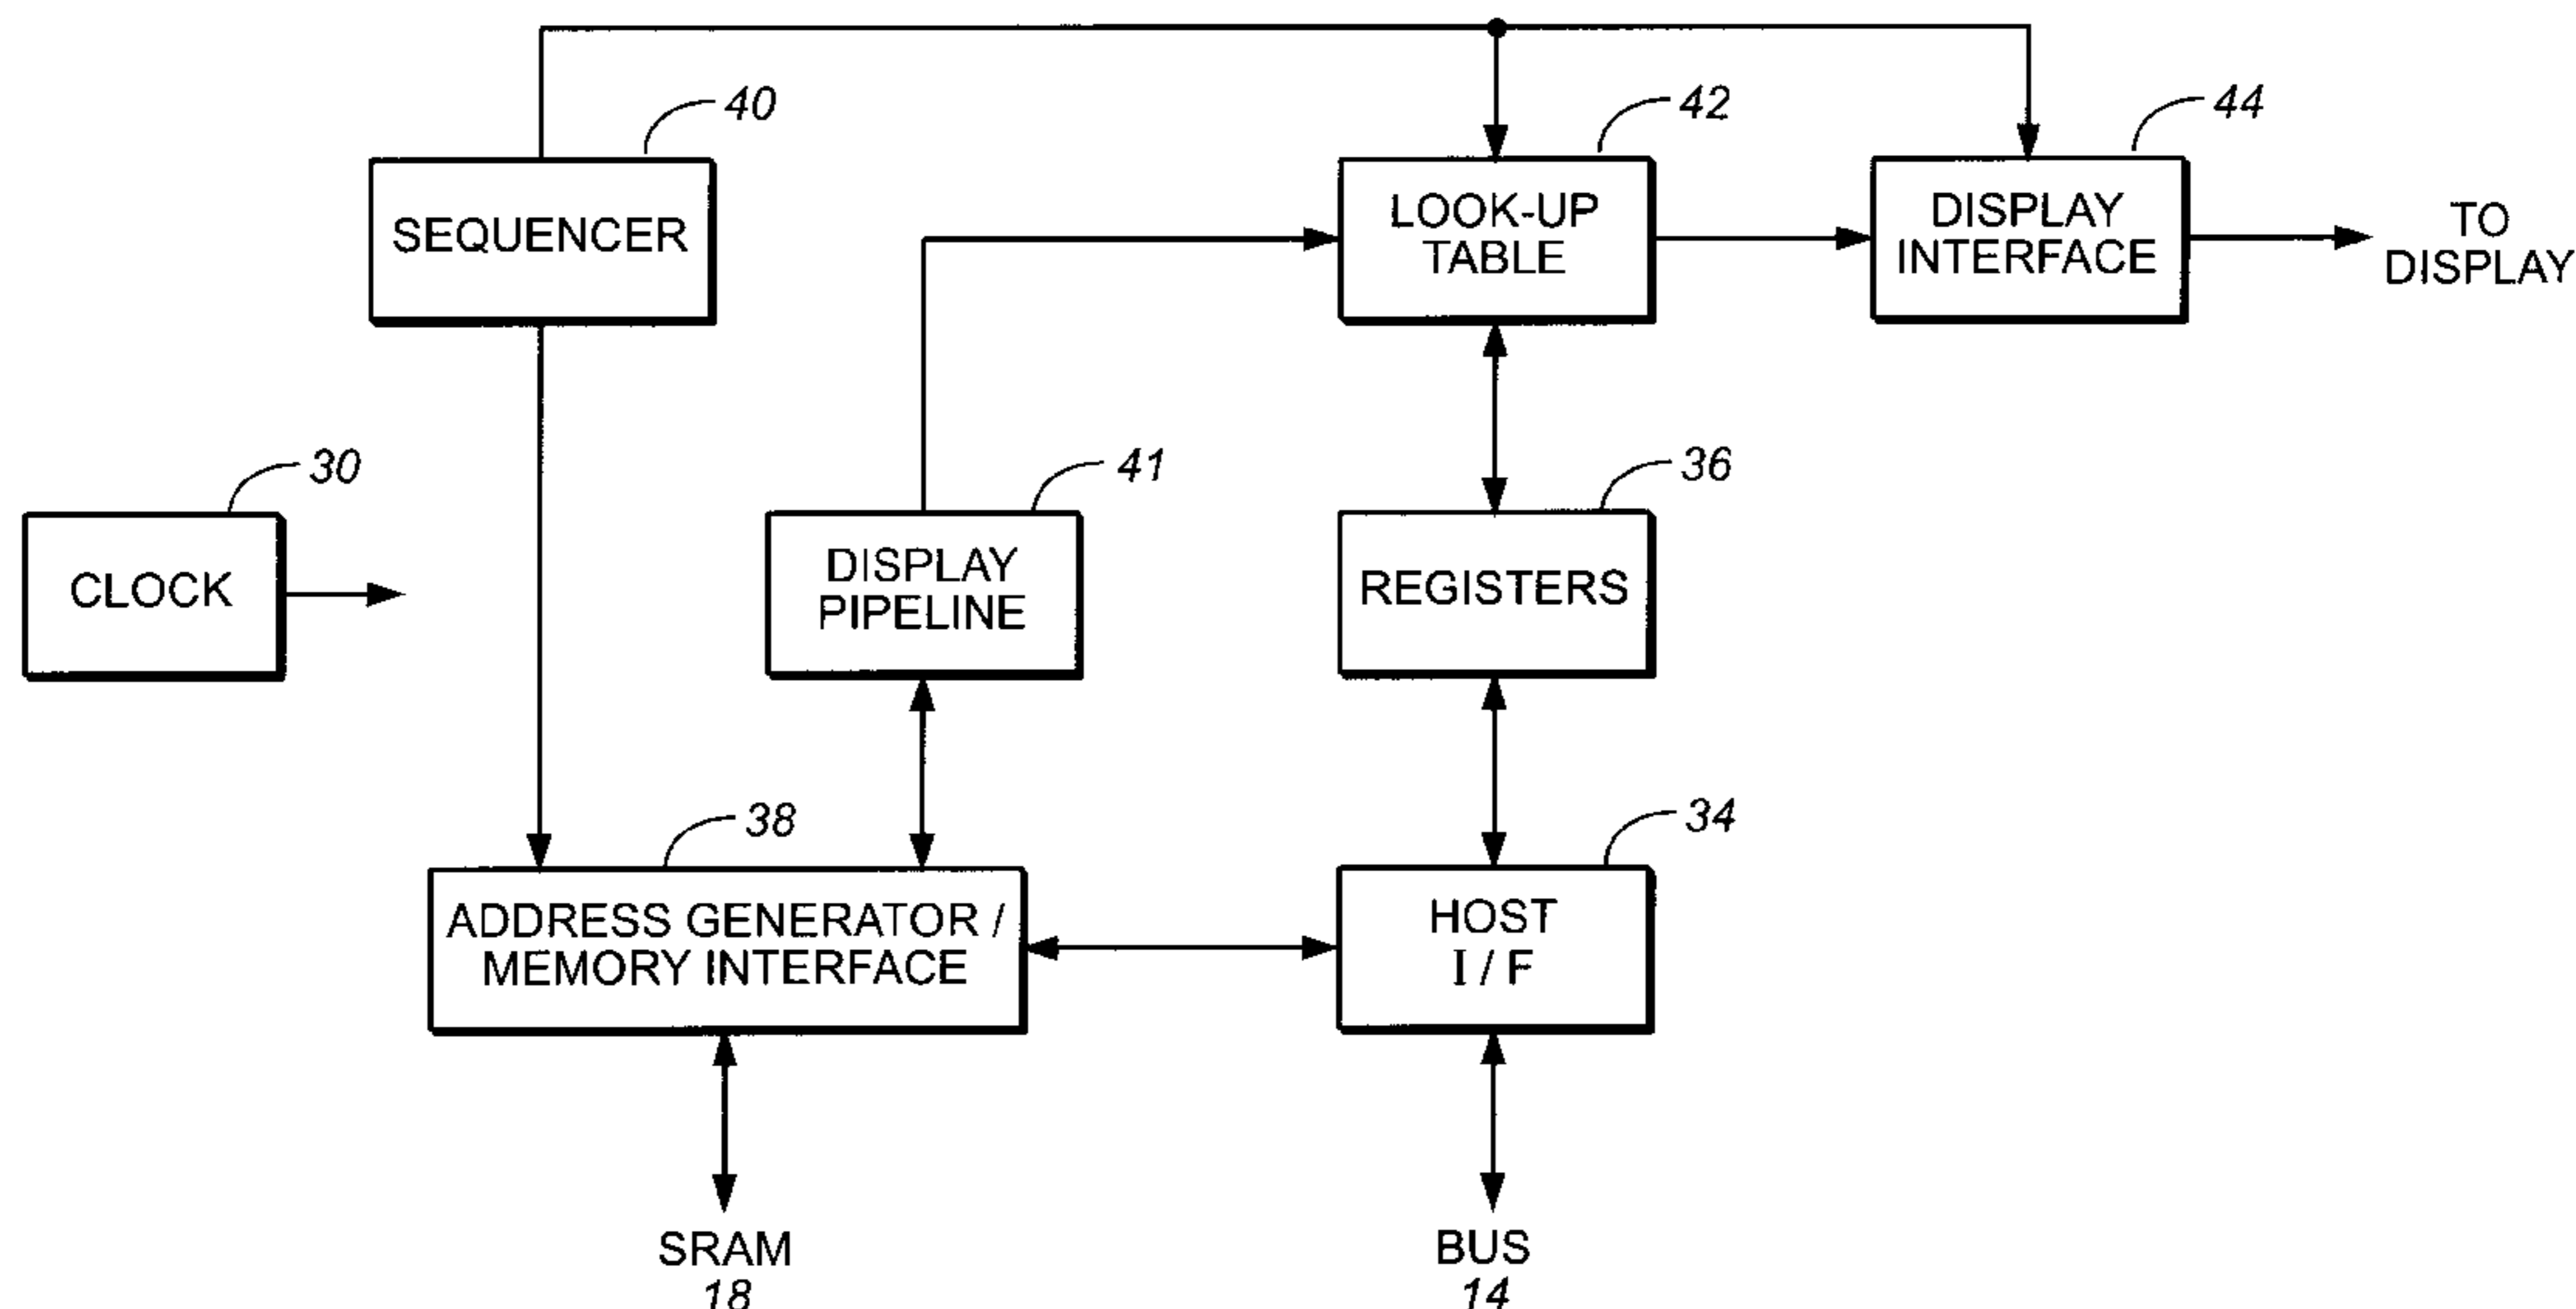 40
42
44
SEQUENCER
LOOK-UP
TABLE
DISPLAY
INTERFACE
TO
DISPLAY
30
41
36
CLOCK
DISPLAY
PIPELINE
REGISTERS
38
34
ADDRESS GENERATOR /
MEMORY INTERFACE
HOST
I / F
SRAM
18
BUS
14